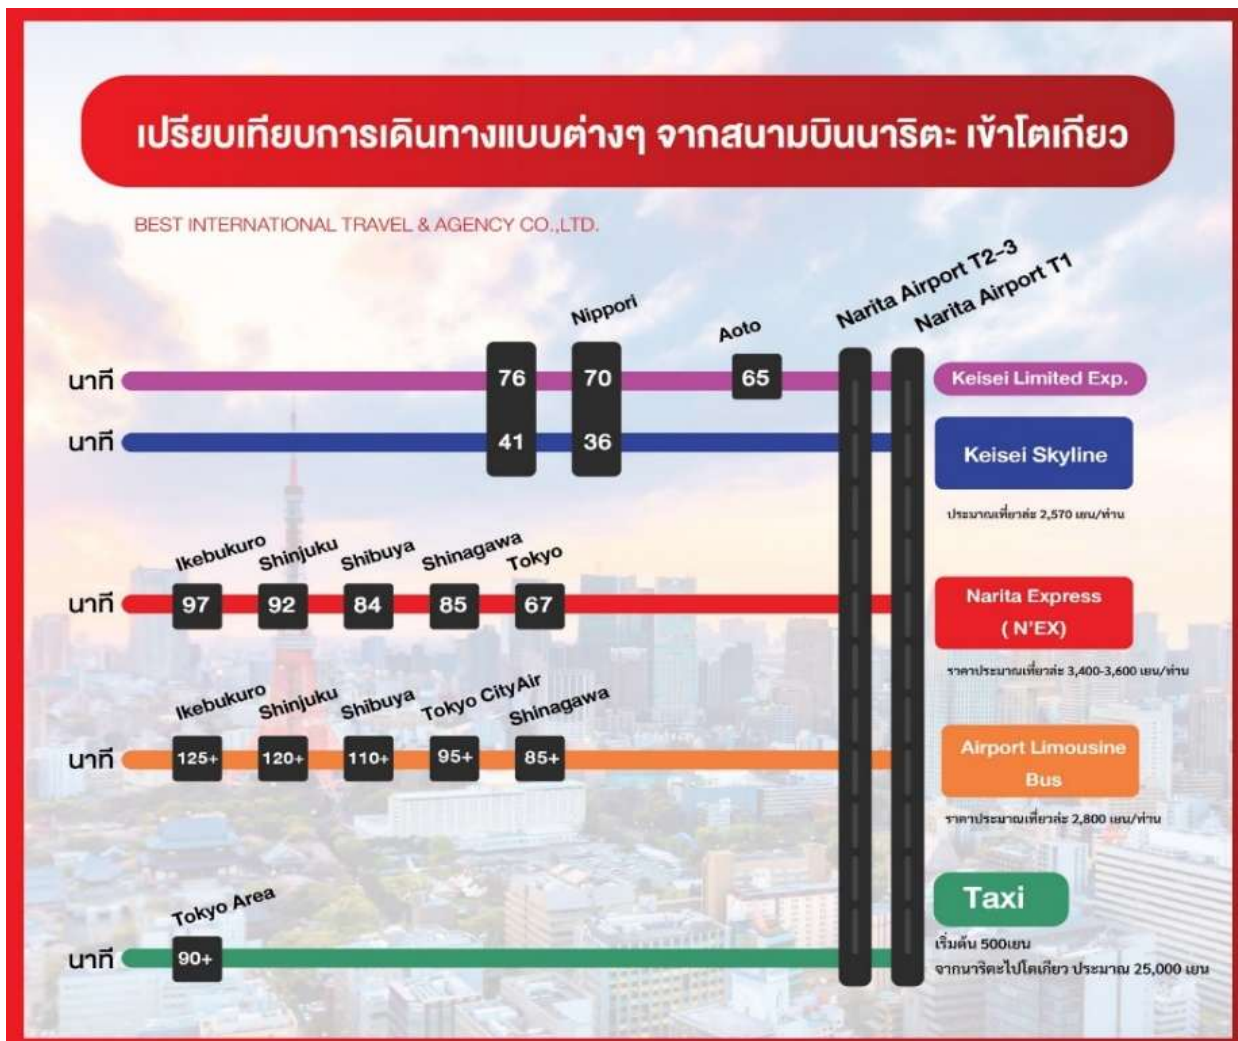 เปรียบเทียบการเดินทางแบบต่างๆ จากสนามบินนาริตะ เข้าโตเกียว
BEST INTERNATIONAL TRAVEL & AGENCY CO.,LTD.
Narita Airport T2-3
Narita Airport T1
Nippori
Aoto
นาที 76 70 65 Keisei Limited Exp.
นาที 41 36 Keisei Skyline
ประมาณเที่ยวล่ะ 2,570 เยน/ท่าน
Ikebukuro Shinjuku Shibuya Shinagawa Tokyo
นาที 97 92 84 85 67 Narita Express
( N'EX)
ราคาประมาณเที่ยวล่ะ 3,400-3,600 เยน/ท่าน
Ikebukuro Shinjuku Shibuya Tokyo CityAir Shinagawa
นาที 125+ 120+ 110+ 95+ 85+ Airport Limousine
Bus
ราคาประมาณเที่ยวล่ะ 2,800 เยน/ท่าน
Tokyo Area
Taxi
เริ่มต้น 500เยน
นาที 90+ จากนาริตะไปโตเกียว ประมาณ 25,000 เยน